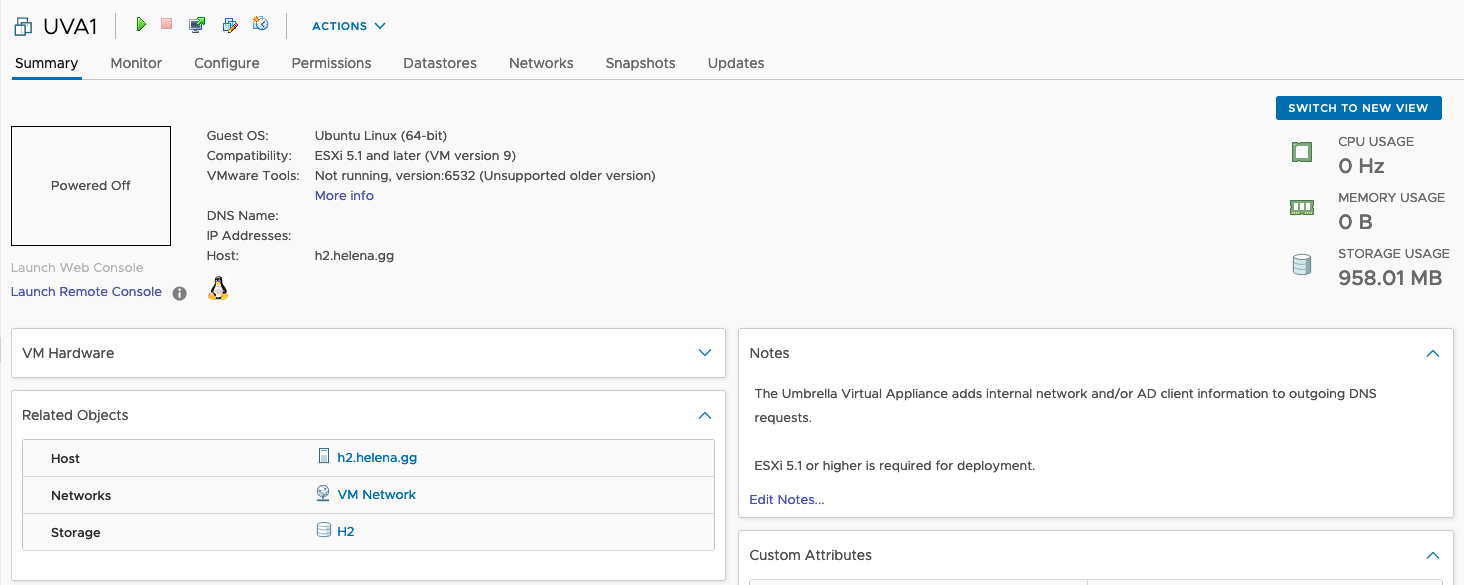 UVA1
ACTIONS
Summary Monitor Configure Permissions Datastores Networks Snapshots Updates
SWITCH TO NEW VIEW
Powered Off
Launch Web Console
Launch Remote Console
Guest OS: Ubuntu Linux (64-bit)
Compatibility: ESXi 5.1 and later (VM version 9)
VMware Tools: Not running, version:6532 (Unsupported older version)
More info
DNS Name:
IP Addresses:
Host: h2.helena.gg
CPU USAGE
0 Hz
MEMORY USAGE
0 B
STORAGE USAGE
958.01 MB
VM Hardware
Related Objects
Host h2.helena.gg
Networks VM Network
Storage H2
Notes
The Umbrella Virtual Appliance adds internal network and/or AD client information to outgoing DNS
requests.
ESXi 5.1 or higher is required for deployment.
Edit Notes...
Custom Attributes